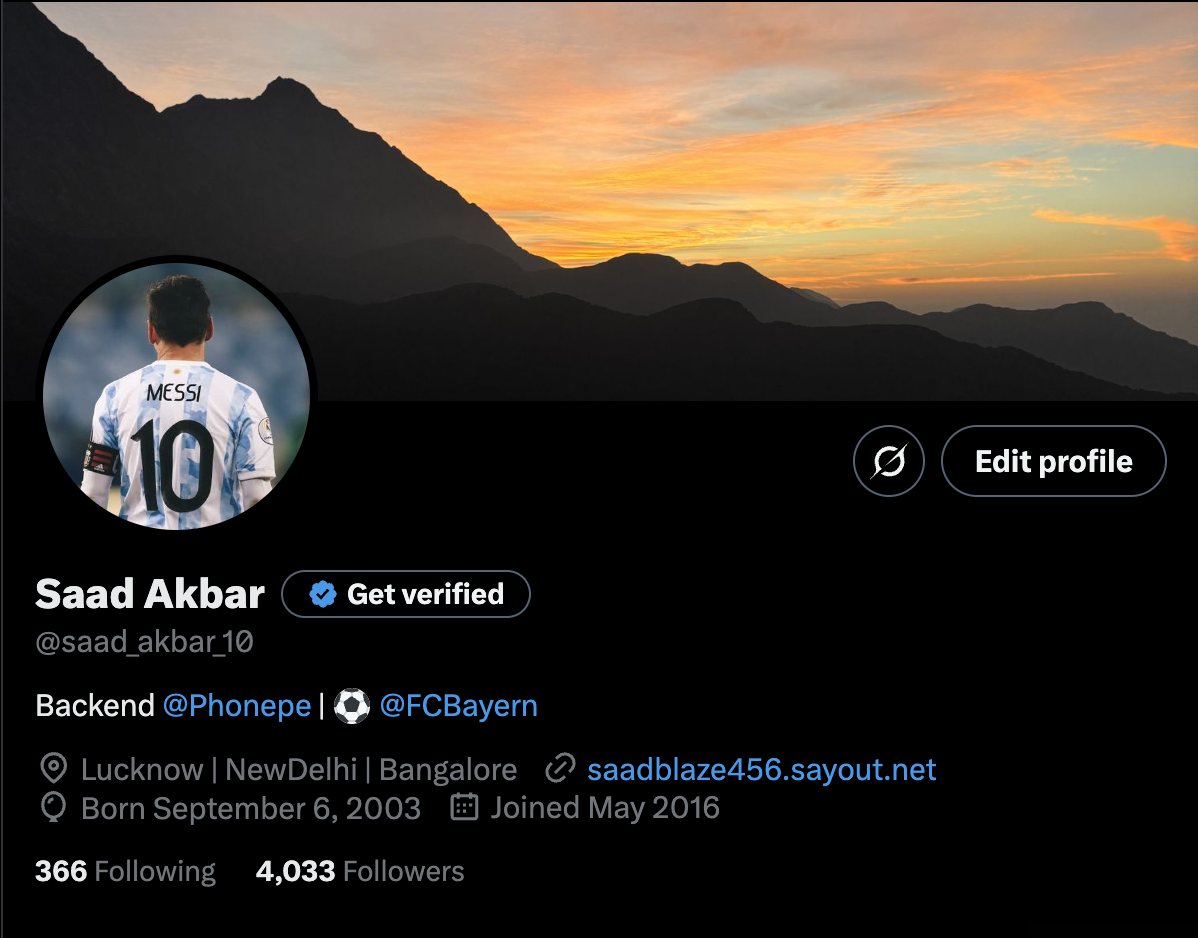 MESSI
10
Edit profile
Saad Akbar Get verified
@saad_akbar_10
Backend @Phonepe | ⚽ @FCBayern
Lucknow | NewDelhi | Bangalore saadblaze456.sayout.net
Born September 6, 2003 Joined May 2016
366 Following 4,033 Followers